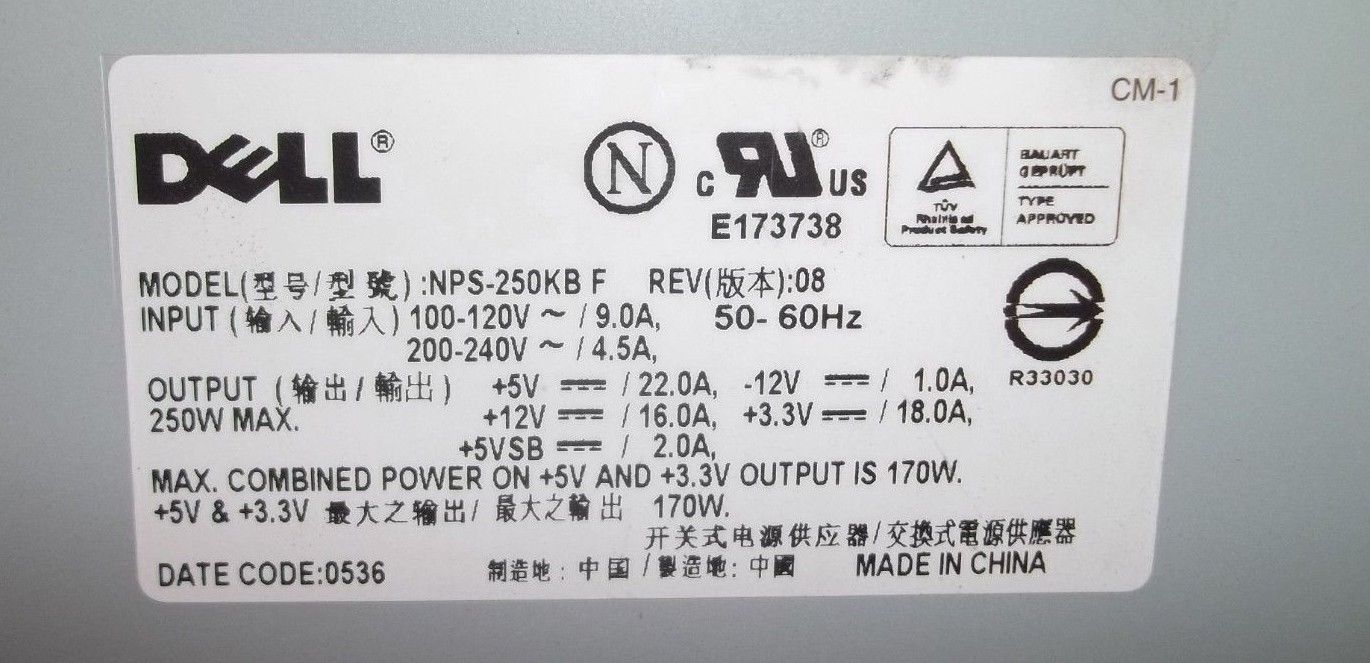 CM-1
DELL®
N
c RU® US
E173738
TÜV
Rheinland
Product Safety
BAUART
GEPRÜFT
TYPE
APPROVED
MODEL(型号/型號):NPS-250KB F REV(版本):08
INPUT (输入/輸入) 100-120V ~ / 9.0A, 50- 60Hz
200-240V ~ / 4.5A,
R33030
OUTPUT (输出/輸出) +5V ⎓ / 22.0A, -12V ⎓ / 1.0A,
250W MAX. +12V ⎓ / 16.0A, +3.3V ⎓ / 18.0A,
+5VSB ⎓ / 2.0A,
MAX. COMBINED POWER ON +5V AND +3.3V OUTPUT IS 170W.
+5V & +3.3V 最大之输出/ 最大之輸出 170W.
开关式电源供应器/交換式電源供應器
DATE CODE:0536 制造地: 中国 / 製造地: 中國 MADE IN CHINA